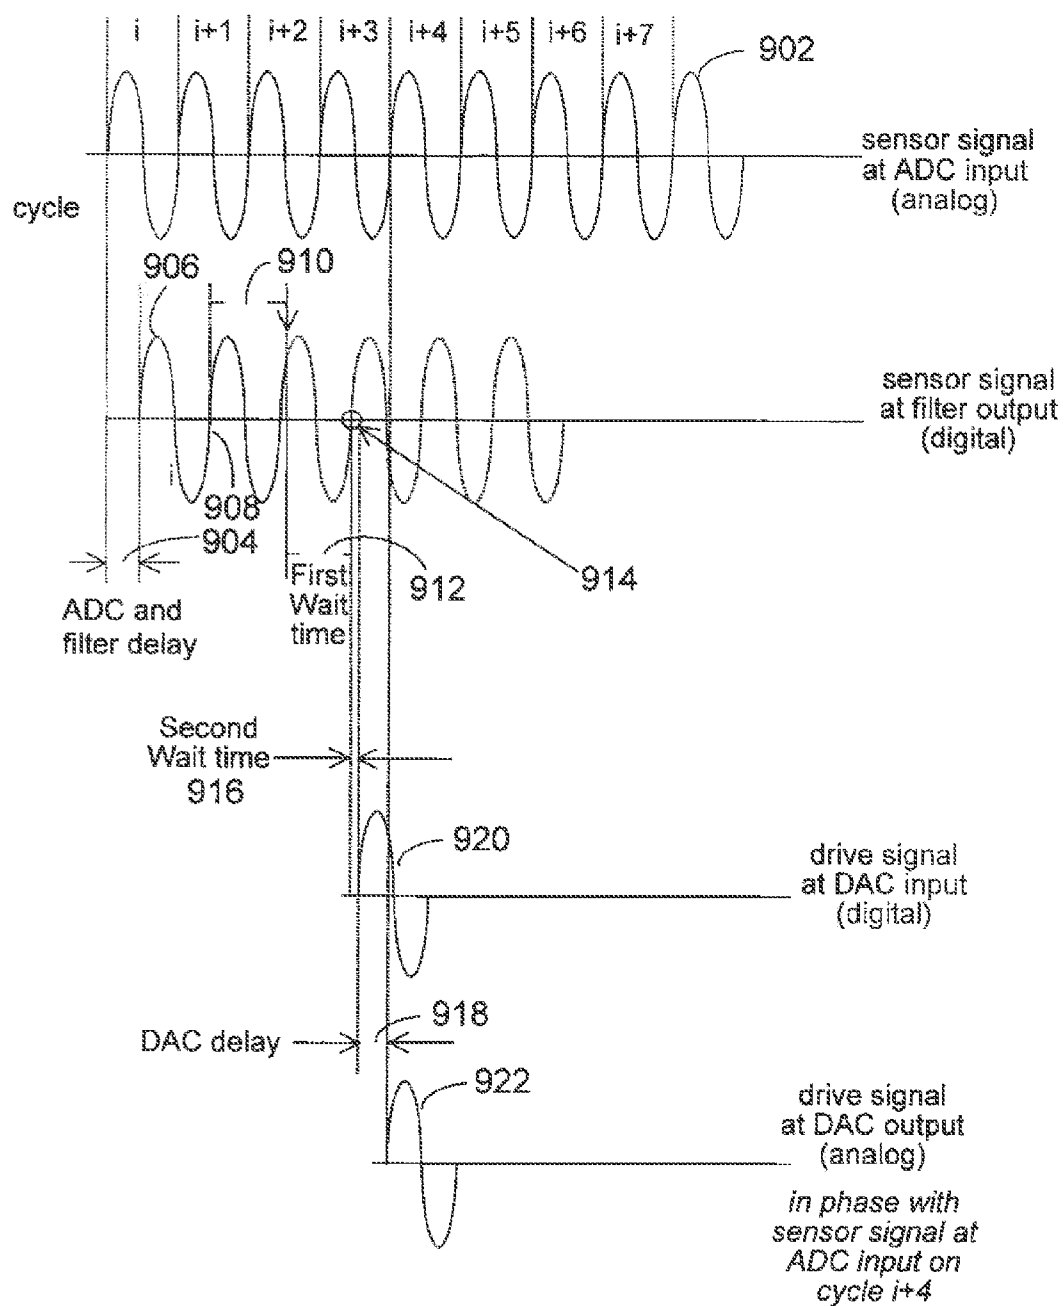 i
i+1
i+2
i+3
i+4
i+5
i+6
i+7
902
sensor signal
at ADC input
(analog)
cycle
906
910
sensor signal
at filter output
(digital)
i
908
904
912
914
First
Wait
time
ADC and
filter delay
Second
Wait time
916
920
drive signal
at DAC input
(digital)
918
DAC delay
922
drive signal
at DAC output
(analog)
in phase with
sensor signal at
ADC input on
cycle i+4